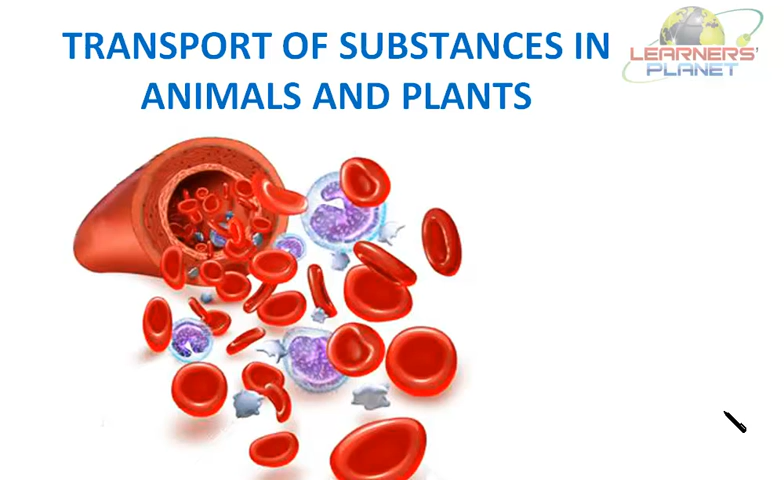 TRANSPORT OF SUBSTANCES IN
ANIMALS AND PLANTS
LEARNERS'
PLANET